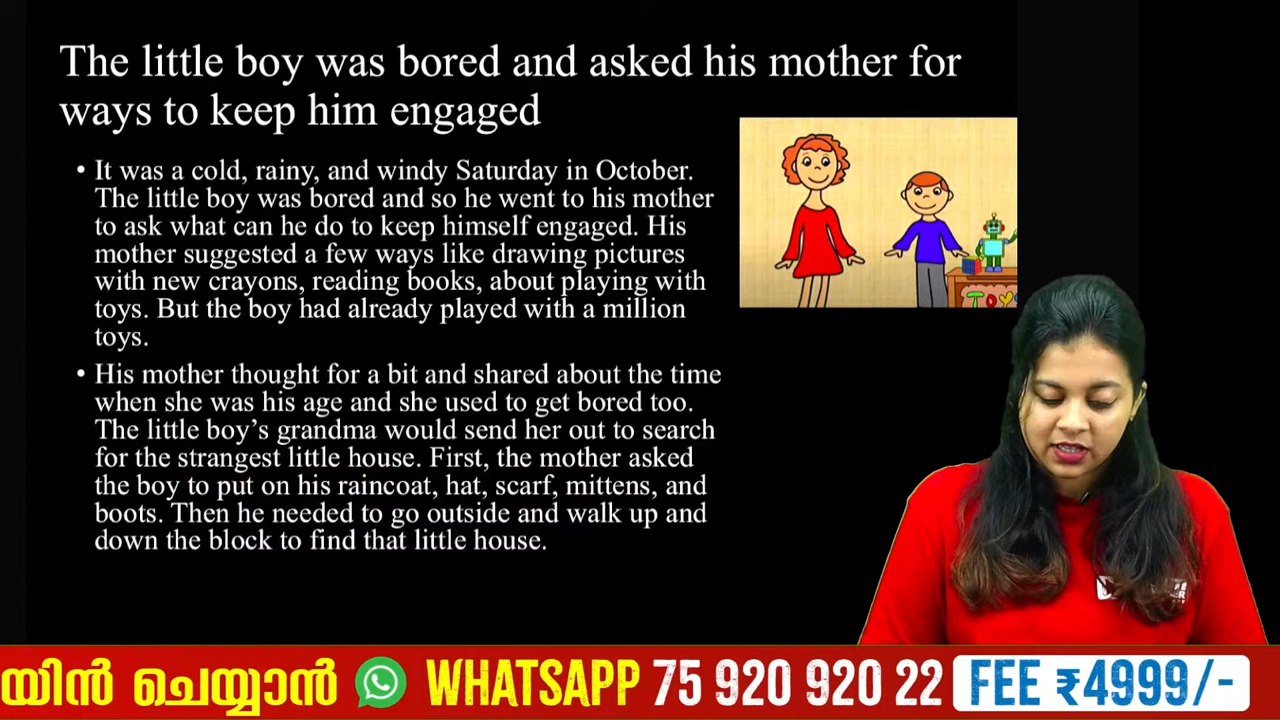 The little boy was bored and asked his mother for
ways to keep him engaged
• It was a cold, rainy, and windy Saturday in October.
The little boy was bored and so he went to his mother
to ask what can he do to keep himself engaged. His
mother suggested a few ways like drawing pictures
with new crayons, reading books, about playing with
toys. But the boy had already played with a million
toys.
• His mother thought for a bit and shared about the time
when she was his age and she used to get bored too.
The little boy’s grandma would send her out to search
for the strangest little house. First, the mother asked
the boy to put on his raincoat, hat, scarf, mittens, and
boots. Then he needed to go outside and walk up and
down the block to find that little house.
യിൻ ചെയ്യാൻ WHATSAPP 75 920 920 22 FEE ₹4999/-